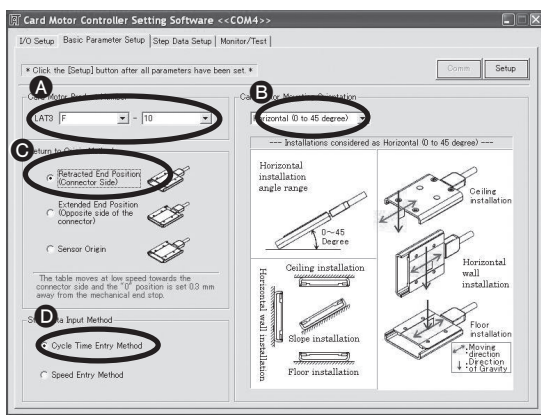 Card Motor Controller Setting Software <<COM4>>
I/O Setup
Basic Parameter Setup
Step Data Setup
Monitor/Test
* Click the [Setup] button after all parameters have been set. *
Comm
Setup
A
Card Motor Product Number
LAT3 F - 10
B
Card Motor Mounting Orientation
Horizontal (0 to 45 degree)
--- Installations considered as Horizontal (0 to 45 degree) ---
C
Return to Origin Method
Retracted End Position
(Connector Side)
Extended End Position
(Opposite side of the
connector)
Sensor Origin
The table moves at low speed towards the
connector side and the "0" position is set 0.3 mm
away from the mechanical end stop.
D
Data Input Method
Cycle Time Entry Method
Speed Entry Method
Horizontal
installation
angle range
0~45
Degree
Ceiling installation
Horizontal wall installation
Slope installation
Floor installation
Ceiling
installation
Horizontal
wall
installation
Floor
installation
Moving
direction
Direction
of Gravity